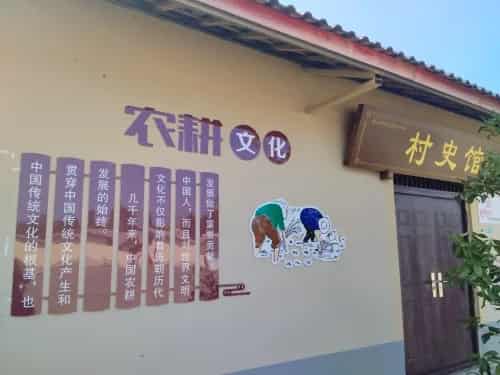 农耕文化
中国传统文化的根基，也
贯穿中国传统文化产生和
发展的始终。
几千年来，中国农耕
文化不仅影响着历朝历代
中国人，而且对世界文明
发展做了重要贡献
村史馆